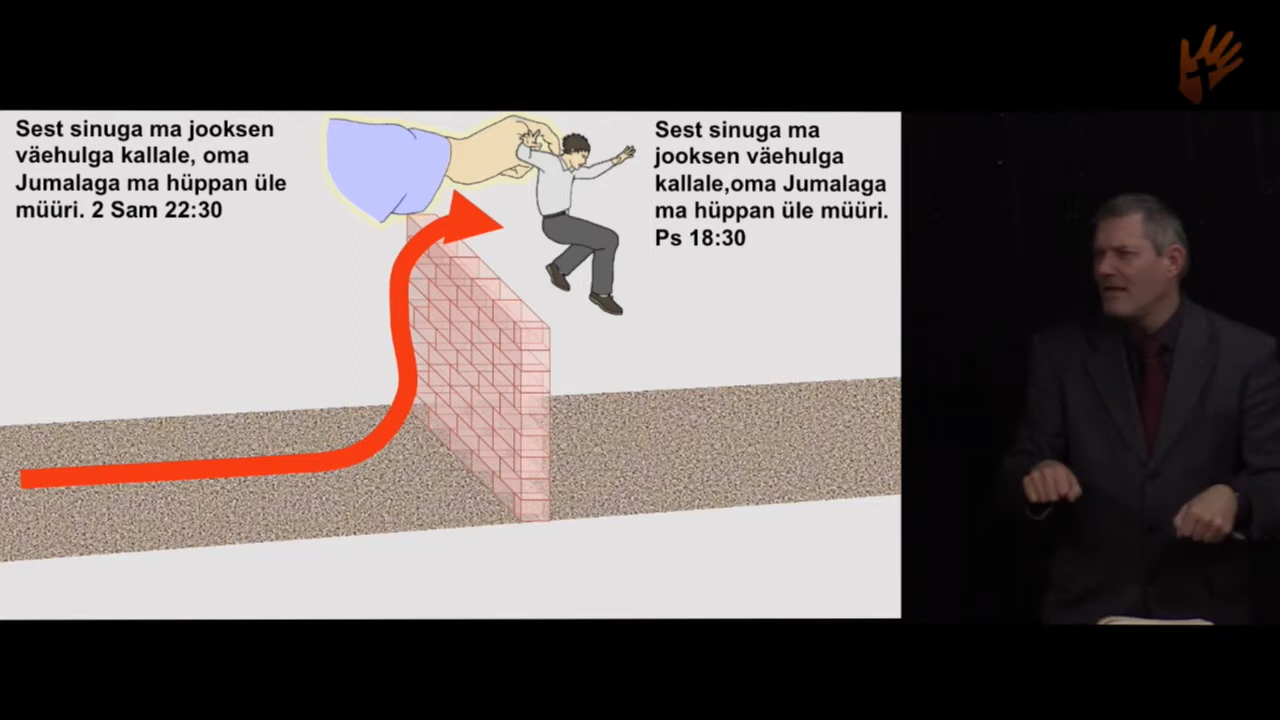 Sest sinuga ma jooksen
väehulga kallale, oma
Jumalaga ma hüppan üle
müüri. 2 Sam 22:30
Sest sinuga ma
jooksen väehulga
kallale,oma Jumalaga
ma hüppan üle müüri.
Ps 18:30